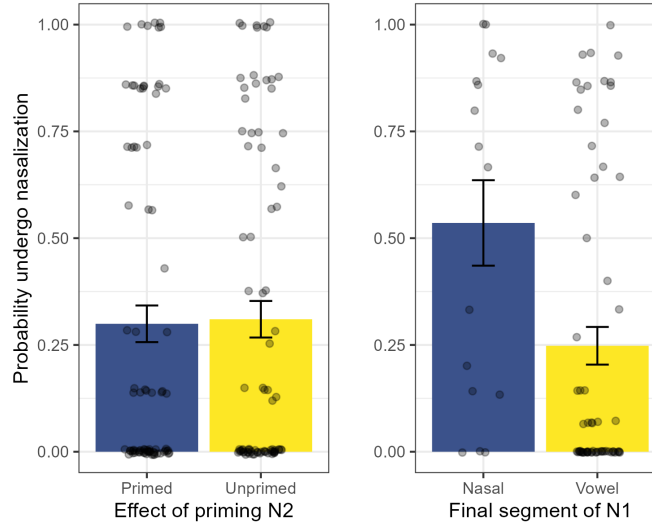 Probability undergo nasalization
1.00
0.75
0.50
0.25
0.00
Primed
Unprimed
Effect of priming N2
1.00
0.75
0.50
0.25
0.00
Nasal
Vowel
Final segment of N1